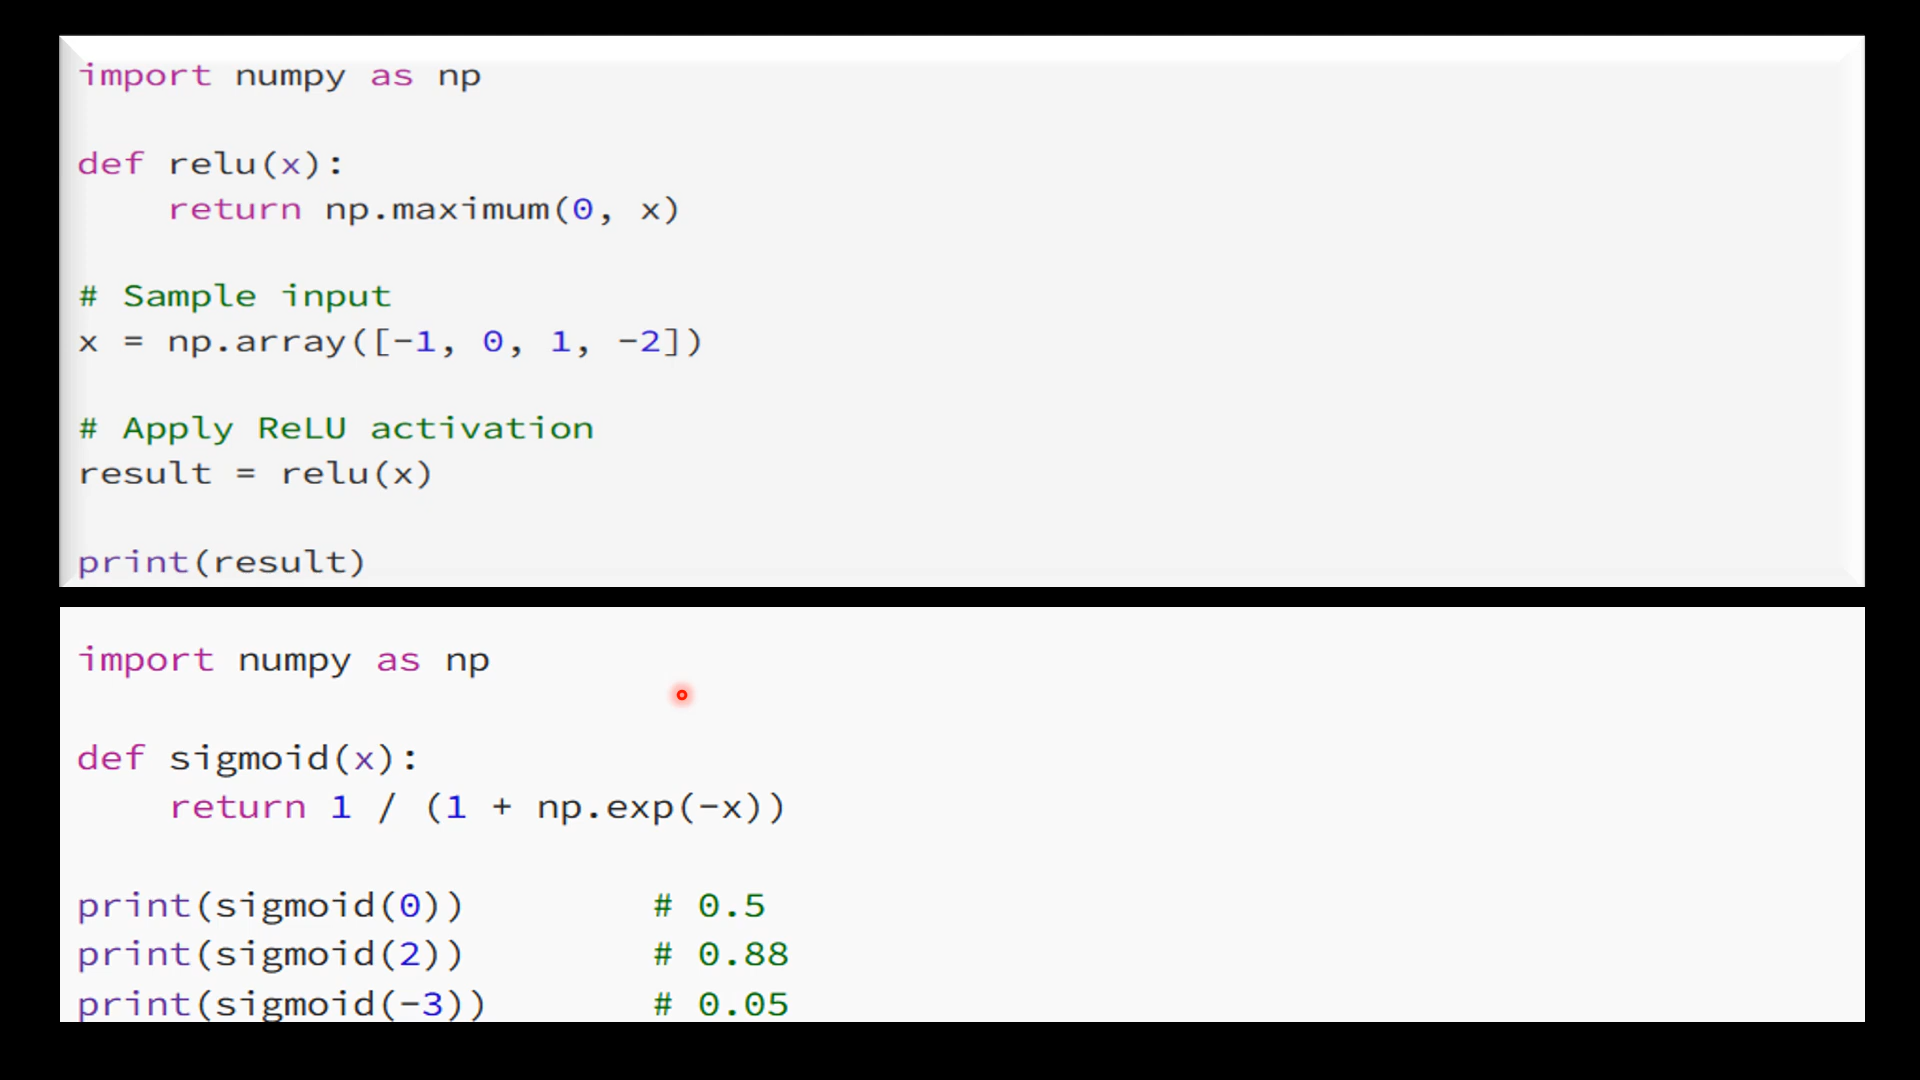 import numpy as np
def relu(x):
    return np.maximum(0, x)
# Sample input
x = np.array([-1, 0, 1, -2])
# Apply ReLU activation
result = relu(x)
print(result)
import numpy as np
def sigmoid(x):
    return 1 / (1 + np.exp(-x))
print(sigmoid(0))        # 0.5
print(sigmoid(2))        # 0.88
print(sigmoid(-3))       # 0.05